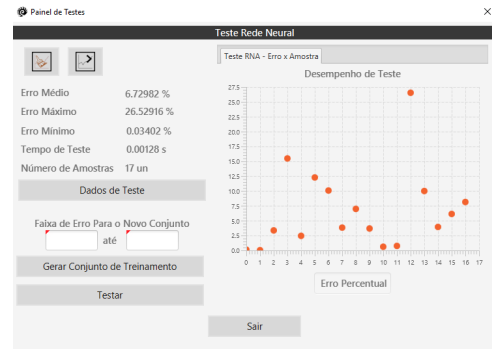 Painel de Testes
Teste Rede Neural
Erro Médio 6.72982 %
Erro Máximo 26.52916 %
Erro Mínimo 0.03402 %
Tempo de Teste 0.00128 s
Número de Amostras 17 un
Dados de Teste
Faixa de Erro Para o Novo Conjunto
até
Gerar Conjunto de Treinamento
Testar
Teste RNA - Erro x Amostra
Desempenho de Teste
27.5
25.0
22.5
20.0
17.5
15.0
12.5
10.0
7.5
5.0
2.5
0.0
0 1 2 3 4 5 6 7 8 9 10 11 12 13 14 15 16 17
Erro Percentual
Sair